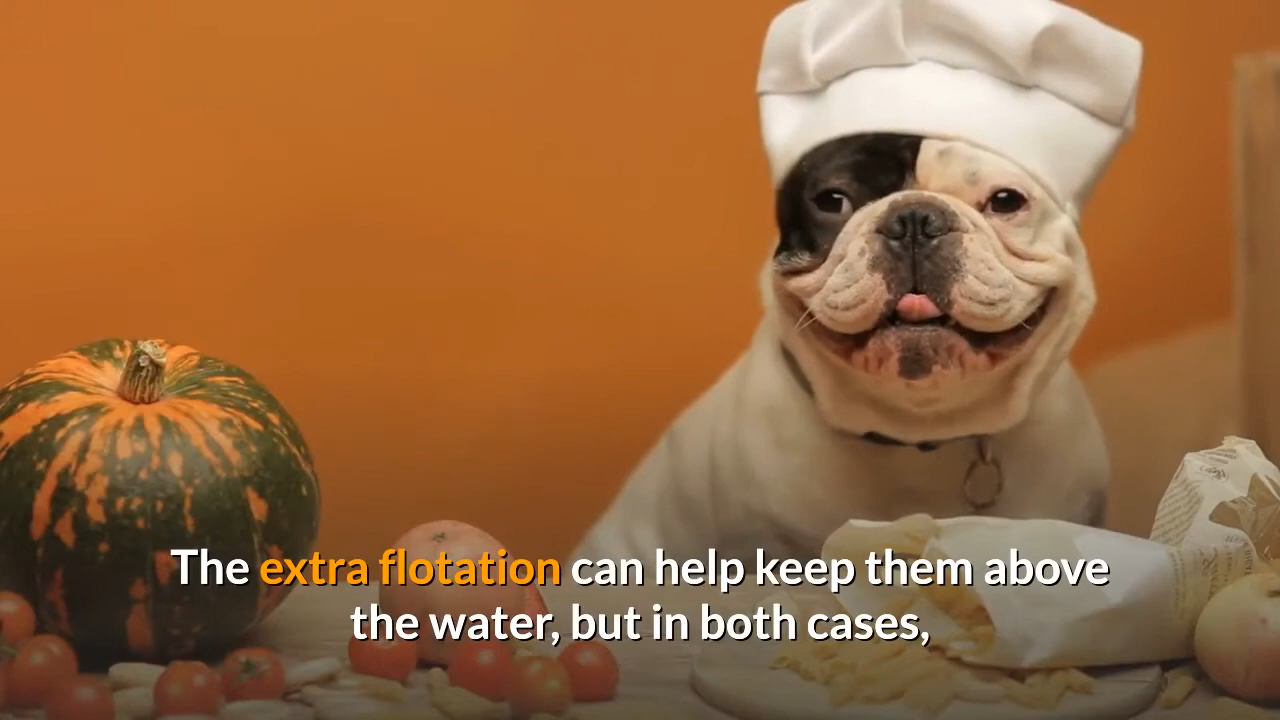 The extra flotation can help keep them above
the water, but in both cases,